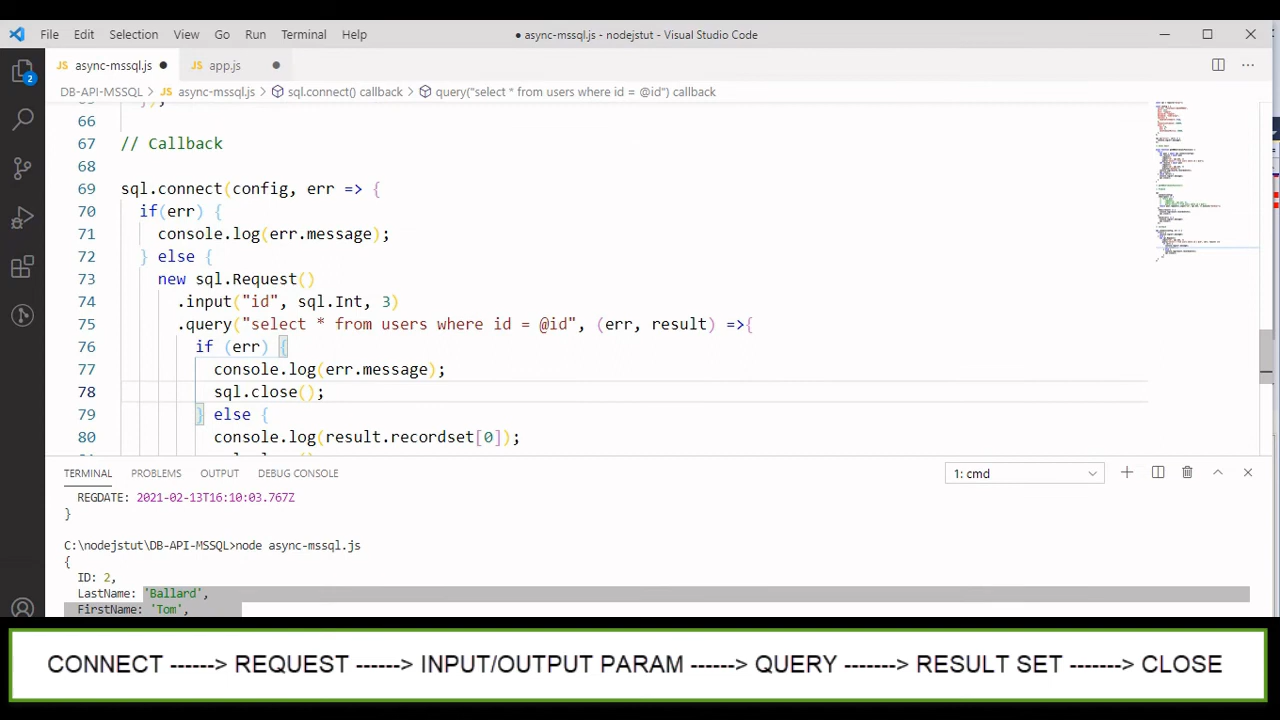 File Edit Selection View Go Run Terminal Help ● async-mssql.js - nodejstut - Visual Studio Code
JS async-mssql.js ● JS app.js ●
DB-API-MSSQL > JS async-mssql.js > sql.connect() callback > query("select * from users where id = @id") callback
66
67 // Callback
68
69 sql.connect(config, err => {
70 if(err) {
71 console.log(err.message);
72 } else {
73 new sql.Request()
74 .input("id", sql.Int, 3)
75 .query("select * from users where id = @id", (err, result) =>{
76 if (err) {
77 console.log(err.message);
78 sql.close();
79 } else {
80 console.log(result.recordset[0]);
2
TERMINAL PROBLEMS OUTPUT DEBUG CONSOLE 1: cmd
REGDATE: 2021-02-13T16:10:03.767Z
}
C:\nodejstut\DB-API-MSSQL>node async-mssql.js
{
ID: 2,
LastName: 'Ballard',
FirstName: 'Tom',
CONNECT ------> REQUEST ------> INPUT/OUTPUT PARAM ------> QUERY -------> RESULT SET -------> CLOSE